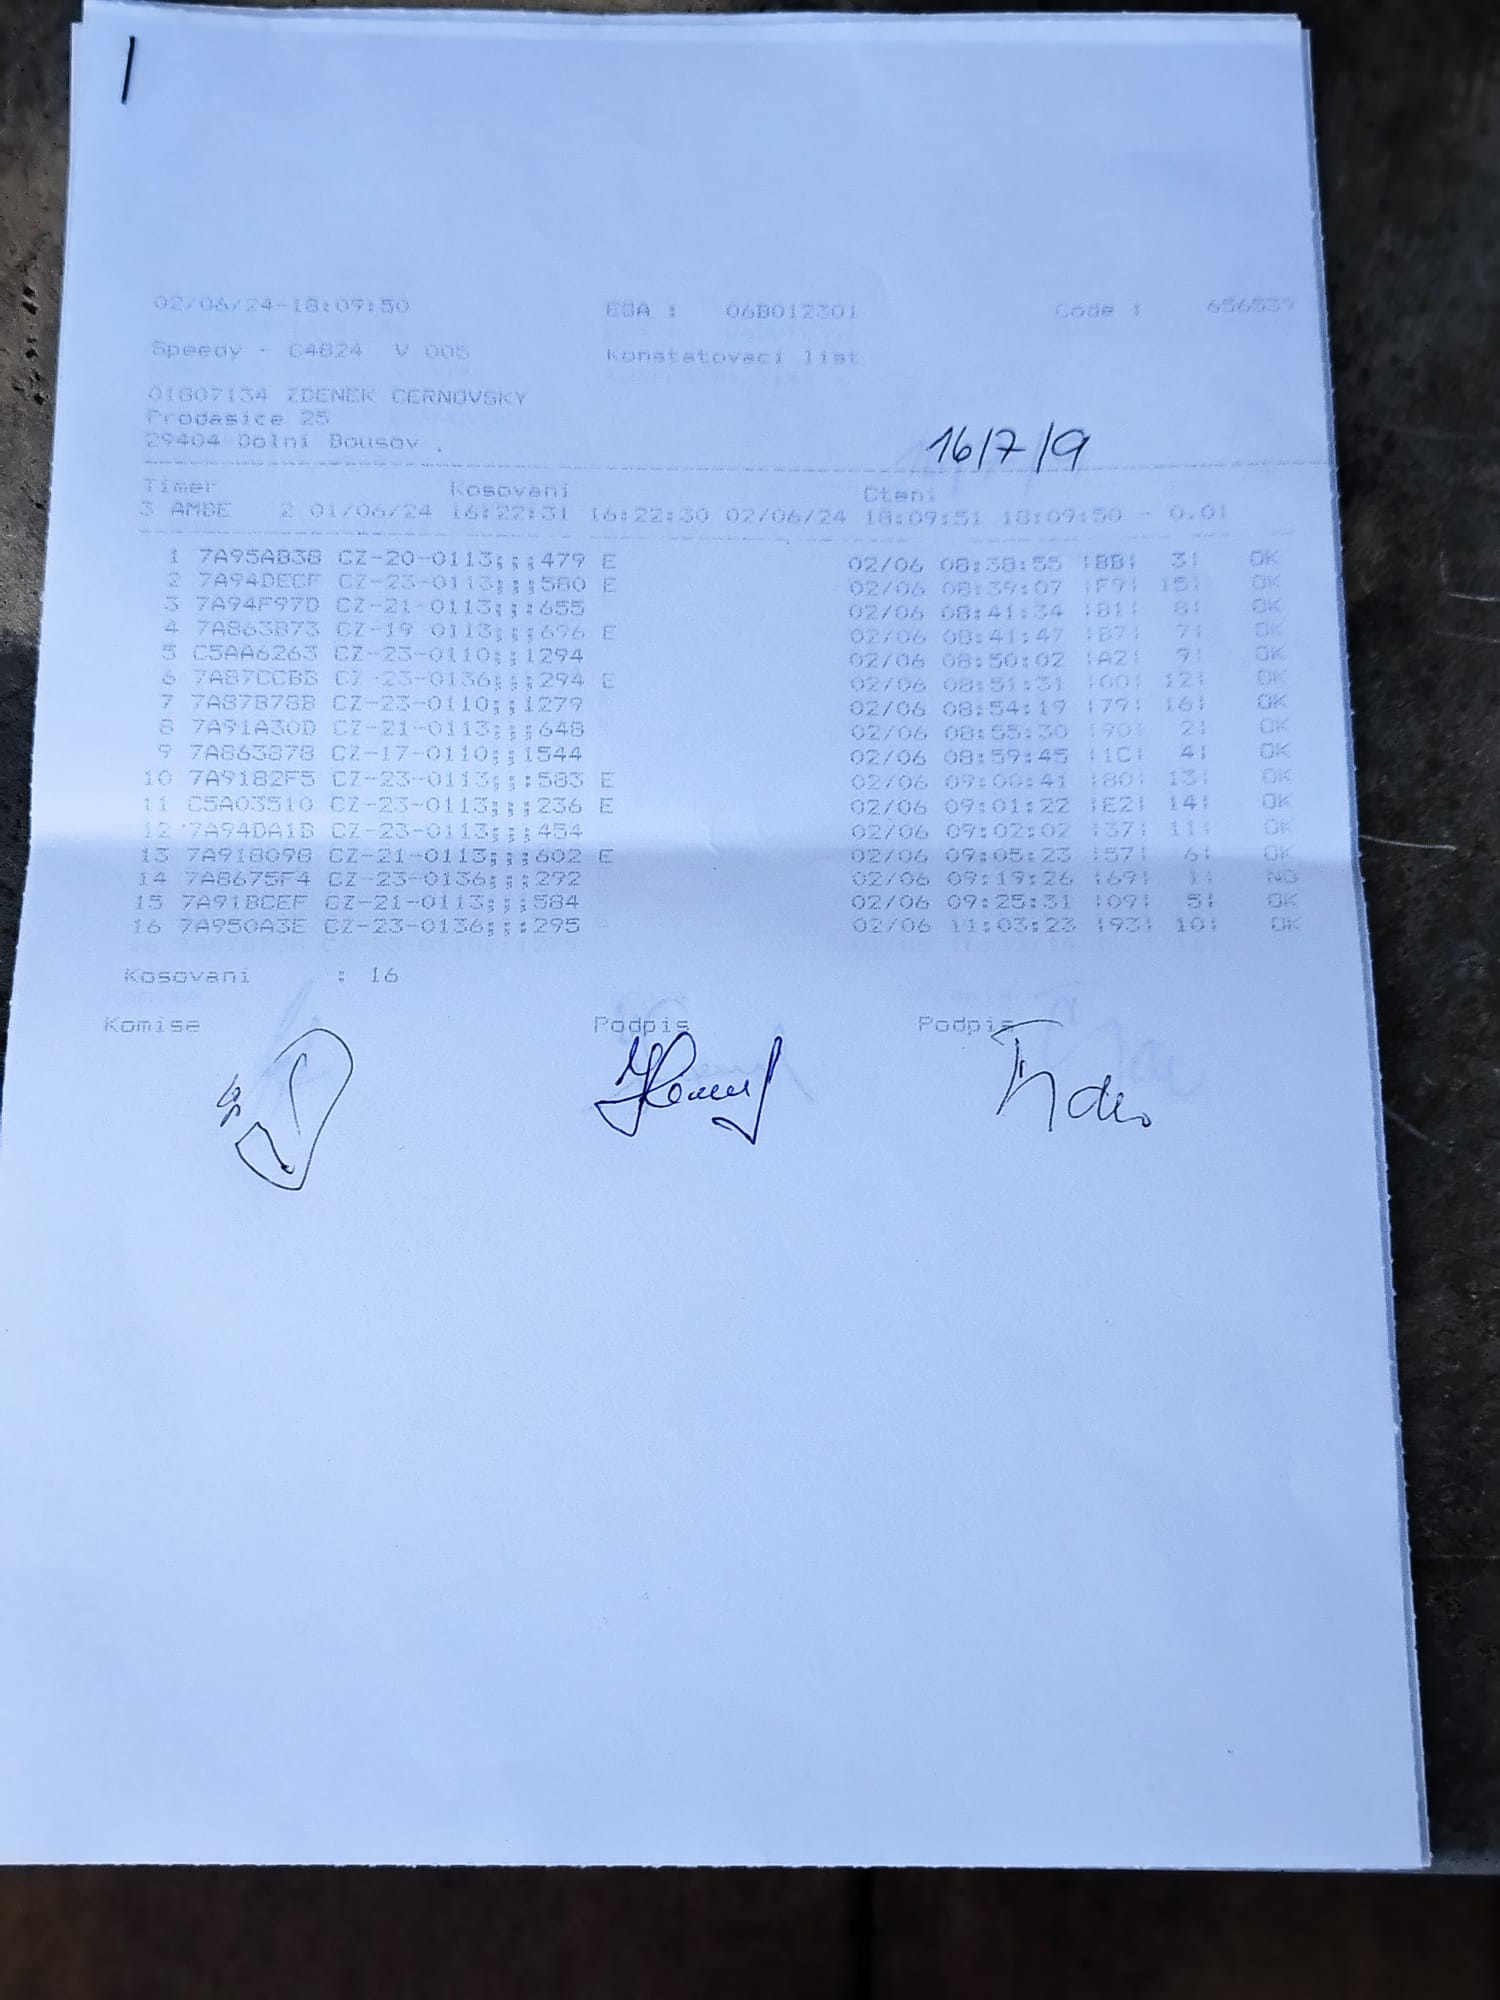 02/06/24-18:09:50 EBA : 06B012301 Code : 656539
Speedy - C4824 V 005 Konstatovaci list
01807134 ZDENEK CERNOVSKY
Prodasice 25
29404 Dolni Bousov .
16/7/9
Timer Kosovani Cteni
3 AMBE 2 01/06/24 16:22:31 16:22:30 02/06/24 18:09:51 18:09:50 - 0.01
1 7A95AB38 CZ-20-0113;;;479 E 02/06 08:38:55 |BB| 3| OK
2 7A94DECF CZ-23-0113;;;580 E 02/06 08:39:07 |F9| 15| OK
3 7A94F97D CZ-21-0113;;;655 02/06 08:41:34 |81| 8| OK
4 7A863873 CZ-19-0113;;;696 E 02/06 08:41:47 |B7| 7| OK
5 C5AA6263 CZ-23-0110;;1294 02/06 08:50:02 |A2| 9| OK
6 7A87CCBB CZ-23-0136;;;294 E 02/06 08:51:31 |00| 12| OK
7 7A87B78B CZ-23-0110;;1279 02/06 08:54:19 |79| 16| OK
8 7A91A30D CZ-21-0113;;;648 02/06 08:55:30 |90| 2| OK
9 7A863878 CZ-17-0110;;1544 02/06 08:59:45 |1C| 4| OK
10 7A9182F5 CZ-23-0113;;;583 E 02/06 09:00:41 |80| 13| OK
11 C5A03510 CZ-23-0113;;;236 E 02/06 09:01:22 |E2| 14| OK
12 7A94DA1B CZ-23-0113;;;454 02/06 09:02:02 |37| 11| OK
13 7A918098 CZ-21-0113;;;602 E 02/06 09:05:23 |57| 6| OK
14 7A8675F4 CZ-23-0136;;;292 02/06 09:19:26 |69| 1| NO
15 7A91BCEF CZ-21-0113;;;584 02/06 09:25:31 |09| 5| OK
16 7A950A3E CZ-23-0136;;;295 02/06 11:03:23 |93| 10| OK
Kosovani : 16
Komise Podpis Podpis